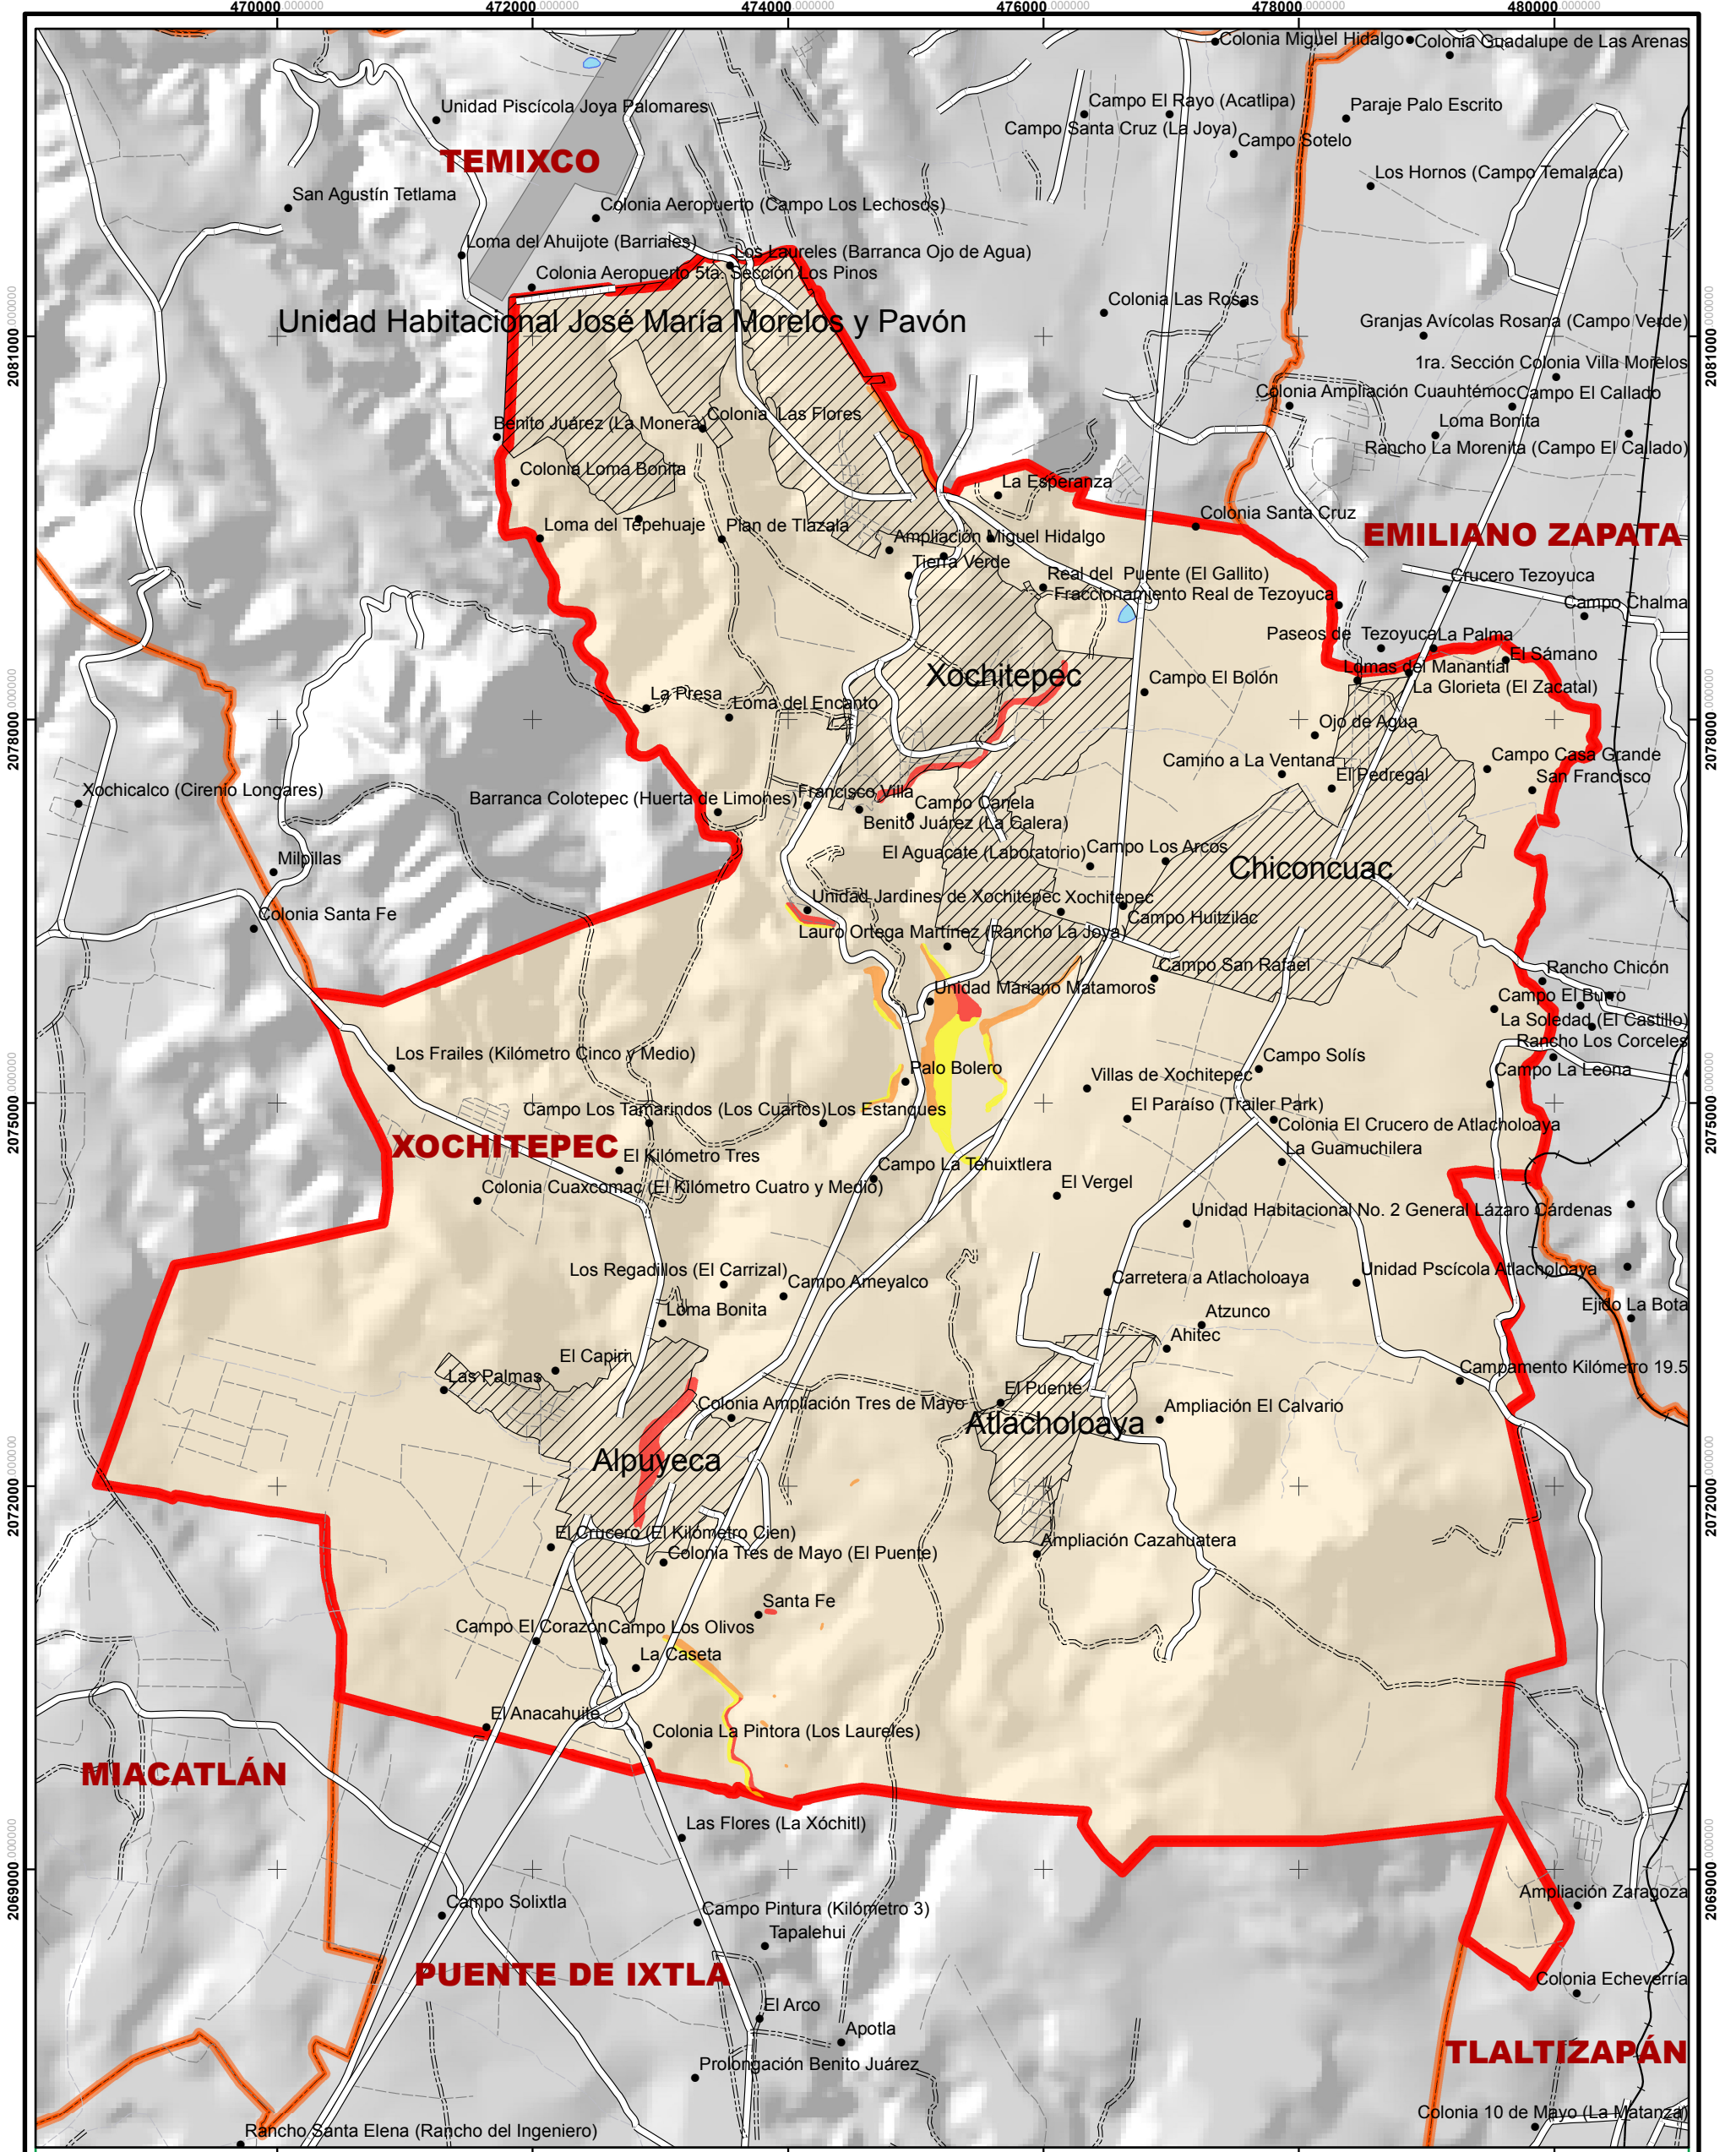 470000.000000 472000.000000 474000.000000 476000.000000 478000.000000 480000.000000
Colonia Miguel Hidalgo
Colonia Guadalupe de Las Arenas
Unidad Piscícola Joya Palomares
Campo El Rayo (Acatlipa)
Paraje Palo Escrito
Campo Santa Cruz (La Joya)
Campo Sotelo
TEMIXCO
Los Hornos (Campo Temalaca)
San Agustín Tetlama
Colonia Aeropuerto (Campo Los Lechosos)
Loma del Ahuijote (Barriales)
Los Laureles (Barranca Ojo de Agua)
Colonia Aeropuerto 5ta. Sección Los Pinos
Colonia Las Rosas
Unidad Habitacional José María Morelos y Pavón
Granjas Avícolas Rosana (Campo Verde)
2081000.000000
2081000.000000
1ra. Sección Colonia Villa Morelos
Colonia Ampliación Cuauhtémoc
Campo El Callado
Colonia Las Flores
Benito Juárez (La Monera)
Loma Bonita
Rancho La Morenita (Campo El Callado)
Colonia Loma Bonita
La Esperanza
Colonia Santa Cruz
Loma del Tepehuaje
Plan de Tlazala
Ampliación Miguel Hidalgo
EMILIANO ZAPATA
Tierra Verde
Real del Puente (El Gallito)
Crucero Tezoyuca
Fraccionamiento Real de Tezoyuca
Campo Chalma
Paseos de Tezoyuca
La Palma
El Sámano
Lomas del Manantial
Xochitepec
Campo El Bolón
La Glorieta (El Zacatal)
La Presa
Loma del Encanto
Ojo de Agua
2078000.000000
2078000.000000
Camino a La Ventana
Campo Casa Grande
El Pedregal
San Francisco
Xochicalco (Cirenio Longares)
Barranca Colotepec (Huerta de Limones)
Francisco Villa
Campo Canela
Benito Juárez (La Calera)
El Aguacate (Laboratorio)
Campo Los Arcos
Milpillas
Chiconcuac
Unidad Jardines de Xochitepec
Xochitepec
Colonia Santa Fe
Campo Huitzilac
Lauro Ortega Martínez (Rancho La Joya)
Campo San Rafael
Rancho Chicón
Unidad Mariano Matamoros
Campo El Burro
La Soledad (El Castillo)
Rancho Los Corceles
Los Frailes (Kilómetro Cinco y Medio)
Campo Solís
Palo Bolero
Villas de Xochitepec
Campo La Leona
2075000.000000
2075000.000000
Campo Los Tamarindos (Los Cuartos)
Los Estanques
El Paraíso (Trailer Park)
Colonia El Crucero de Atlacholoaya
XOCHITEPEC
El Kilómetro Tres
La Guamuchilera
Campo La Tehuixtlera
Colonia Cuaxcomac (El Kilómetro Cuatro y Medio)
El Vergel
Unidad Habitacional No. 2 General Lázaro Cárdenas
Los Regadillos (El Carrizal)
Campo Ameyalco
Carretera a Atlacholoaya
Unidad Pscícola Atlacholoaya
Loma Bonita
Atzunco
Ejido La Bota
Ahitec
El Capiri
Las Palmas
Campamento Kilómetro 19.5
Colonia Ampliación Tres de Mayo
El Puente
Ampliación El Calvario
Atlacholoaya
Alpuyeca
2072000.000000
2072000.000000
El Crucero (El Kilómetro Cien)
Ampliación Cazahuatera
Colonia Tres de Mayo (El Puente)
Santa Fe
Campo El Corazón
Campo Los Olivos
La Caseta
El Anacahuite
Colonia La Pintora (Los Laureles)
MIACATLÁN
Las Flores (La Xóchitl)
2069000.000000
2069000.000000
Ampliación Zaragoza
Campo Solixtla
Campo Pintura (Kilómetro 3)
Tapalehui
PUENTE DE IXTLA
Colonia Echeverría
El Arco
Apotla
TLALTIZAPÁN
Prolongación Benito Juárez
Colonia 10 de Mayo (La Matanza)
Rancho Santa Elena (Rancho del Ingeniero)